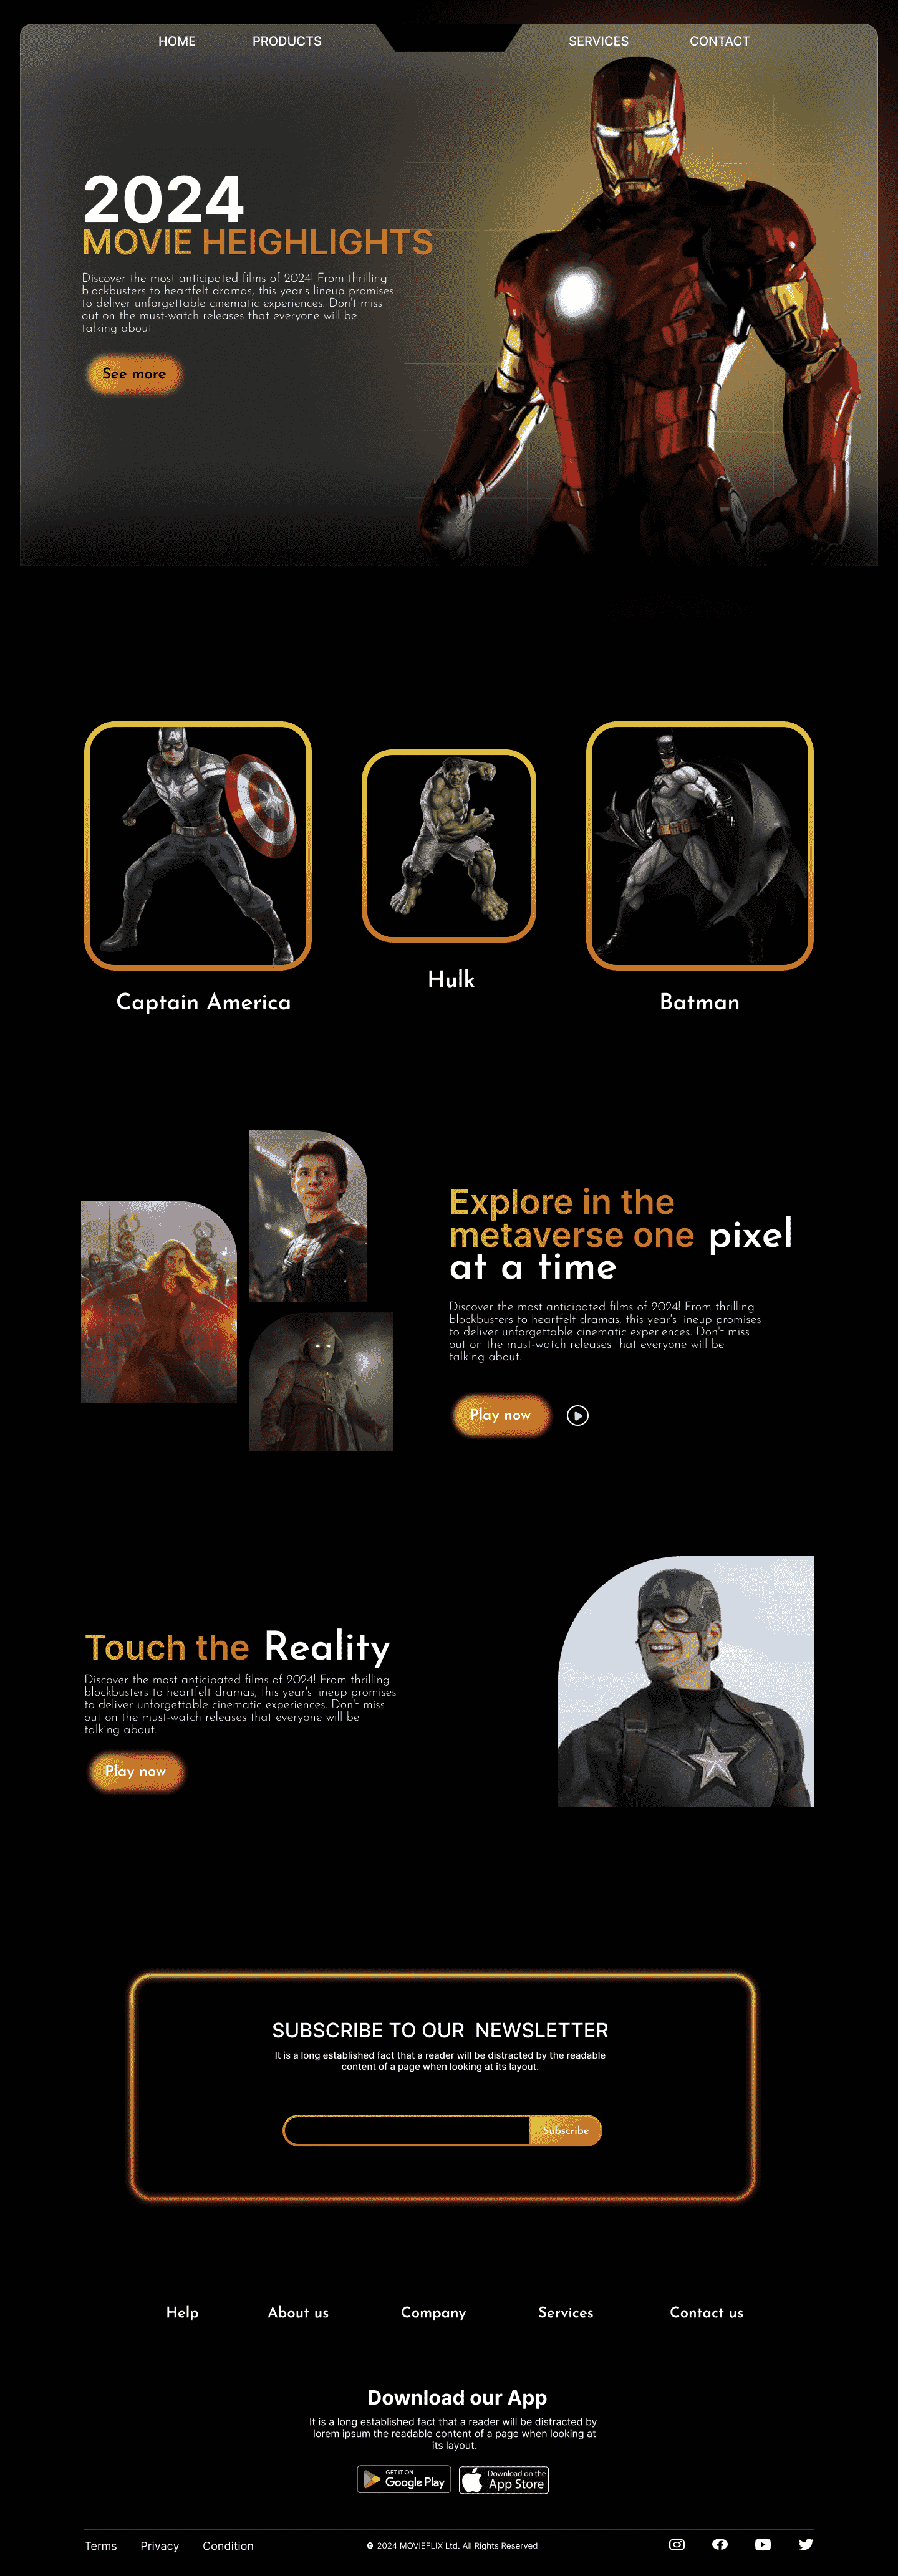 HOME PRODUCTS SERVICES CONTACT
2024
MOVIE HEIGHLIGHTS
Discover the most anticipated films of 2024! From thrilling
blockbusters to heartfelt dramas, this year's lineup promises
to deliver unforgettable cinematic experiences. Don't miss
out on the must-watch releases that everyone will be
talking about.
See more
Captain America
Hulk
Batman
Explore in the
metaverse one pixel
at a time
Discover the most anticipated films of 2024! From thrilling
blockbusters to heartfelt dramas, this year's lineup promises
to deliver unforgettable cinematic experiences. Don't miss
out on the must-watch releases that everyone will be
talking about.
Play now
Touch the Reality
Discover the most anticipated films of 2024! From thrilling
blockbusters to heartfelt dramas, this year's lineup promises
to deliver unforgettable cinematic experiences. Don't miss
out on the must-watch releases that everyone will be
talking about.
Play now
SUBSCRIBE TO OUR NEWSLETTER
It is a long established fact that a reader will be distracted by the readable
content of a page when looking at its layout.
Subscribe
Help About us Company Services Contact us
Download our App
It is a long established fact that a reader will be distracted by
lorem ipsum the readable content of a page when looking at
its layout.
GET IT ON
Google Play
Download on the
App Store
Terms Privacy Condition © 2024 MOVIEFLIX Ltd. All Rights Reserved